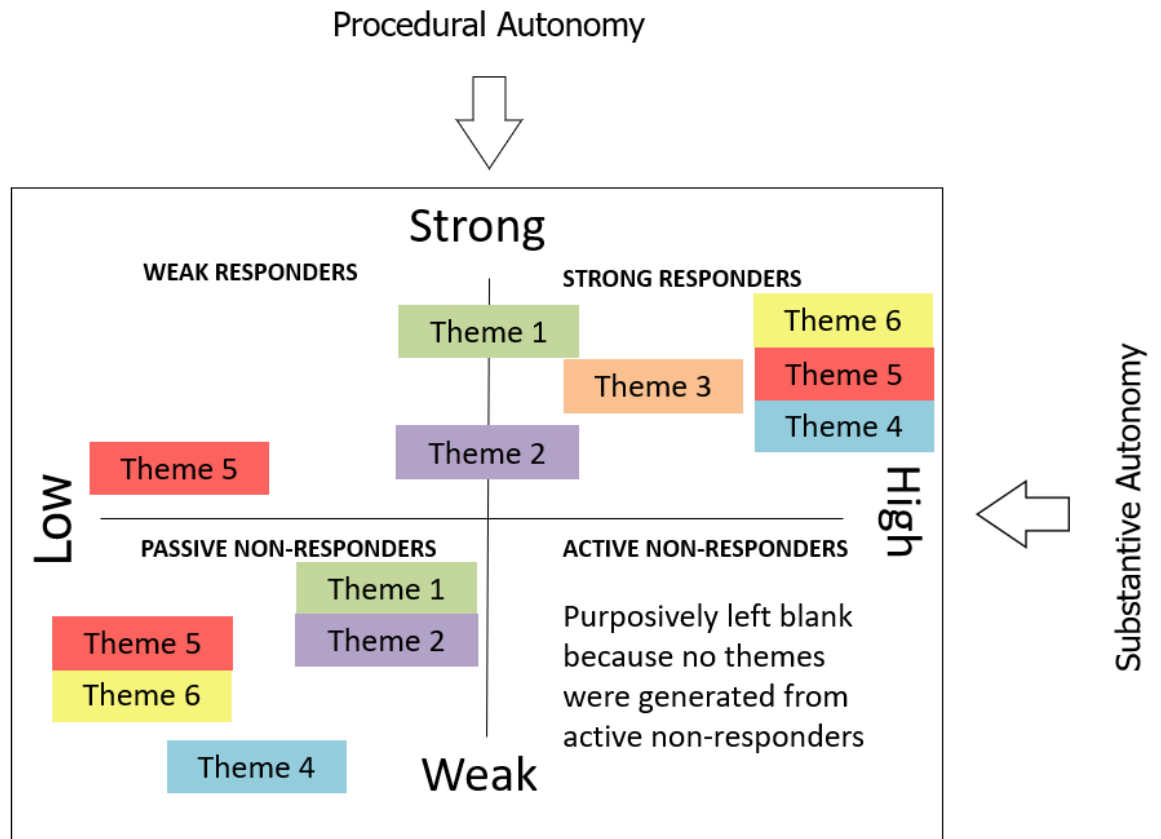 Procedural Autonomy
Strong
WEAK RESPONDERS
STRONG RESPONDERS
Theme 1
Theme 6
Theme 3
Theme 5
Theme 4
Theme 2
Theme 5
Low
High
Substantive Autonomy
PASSIVE NON-RESPONDERS
ACTIVE NON-RESPONDERS
Theme 1
Theme 2
Theme 5
Theme 6
Theme 4
Purposively left blank
because no themes
were generated from
active non-responders
Weak